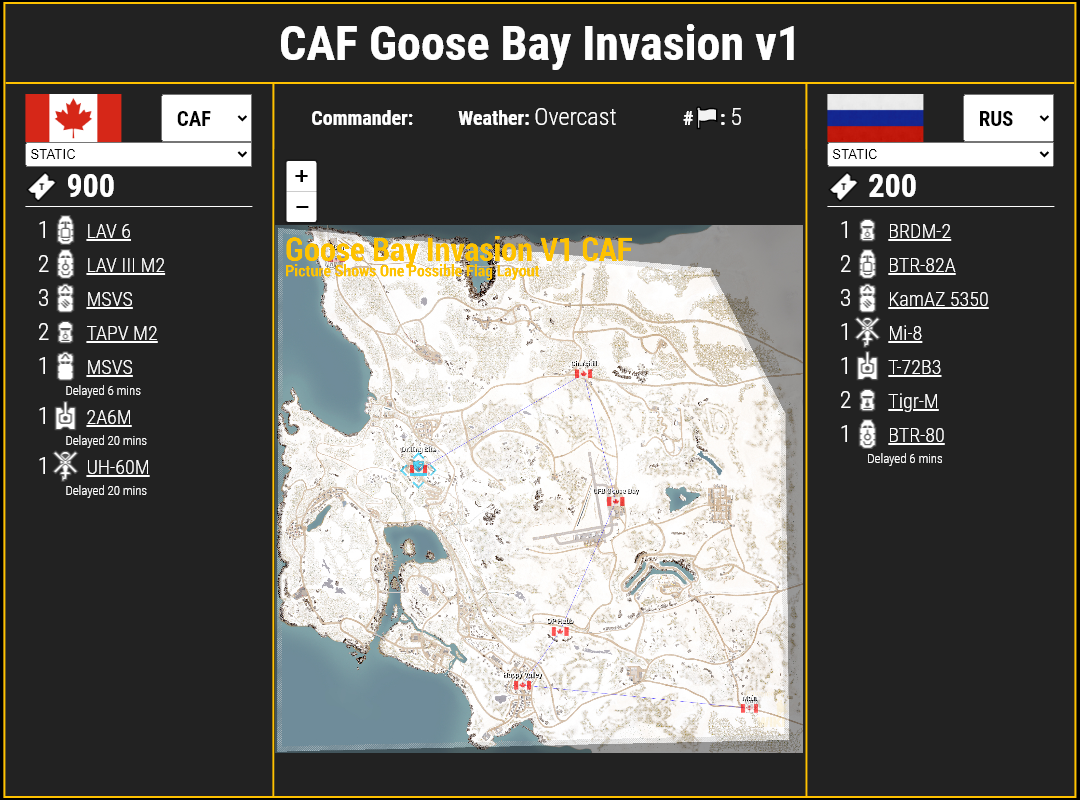 CAF Goose Bay Invasion v1
CAF
STATIC
900
1 LAV 6
2 LAV III M2
3 MSVS
2 TAPV M2
1 MSVS
Delayed 6 mins
1 2A6M
Delayed 20 mins
1 UH-60M
Delayed 20 mins
Commander:
Weather: Overcast
# : 5
+
−
Goose Bay Invasion V1 CAF
Picture Shows One Possible Flag Layout
Churchill
Drilling Site
CFB Goose Bay
Happy Valley
RUS
STATIC
200
1 BRDM-2
2 BTR-82A
3 KamAZ 5350
1 Mi-8
1 T-72B3
2 Tigr-M
1 BTR-80
Delayed 6 mins